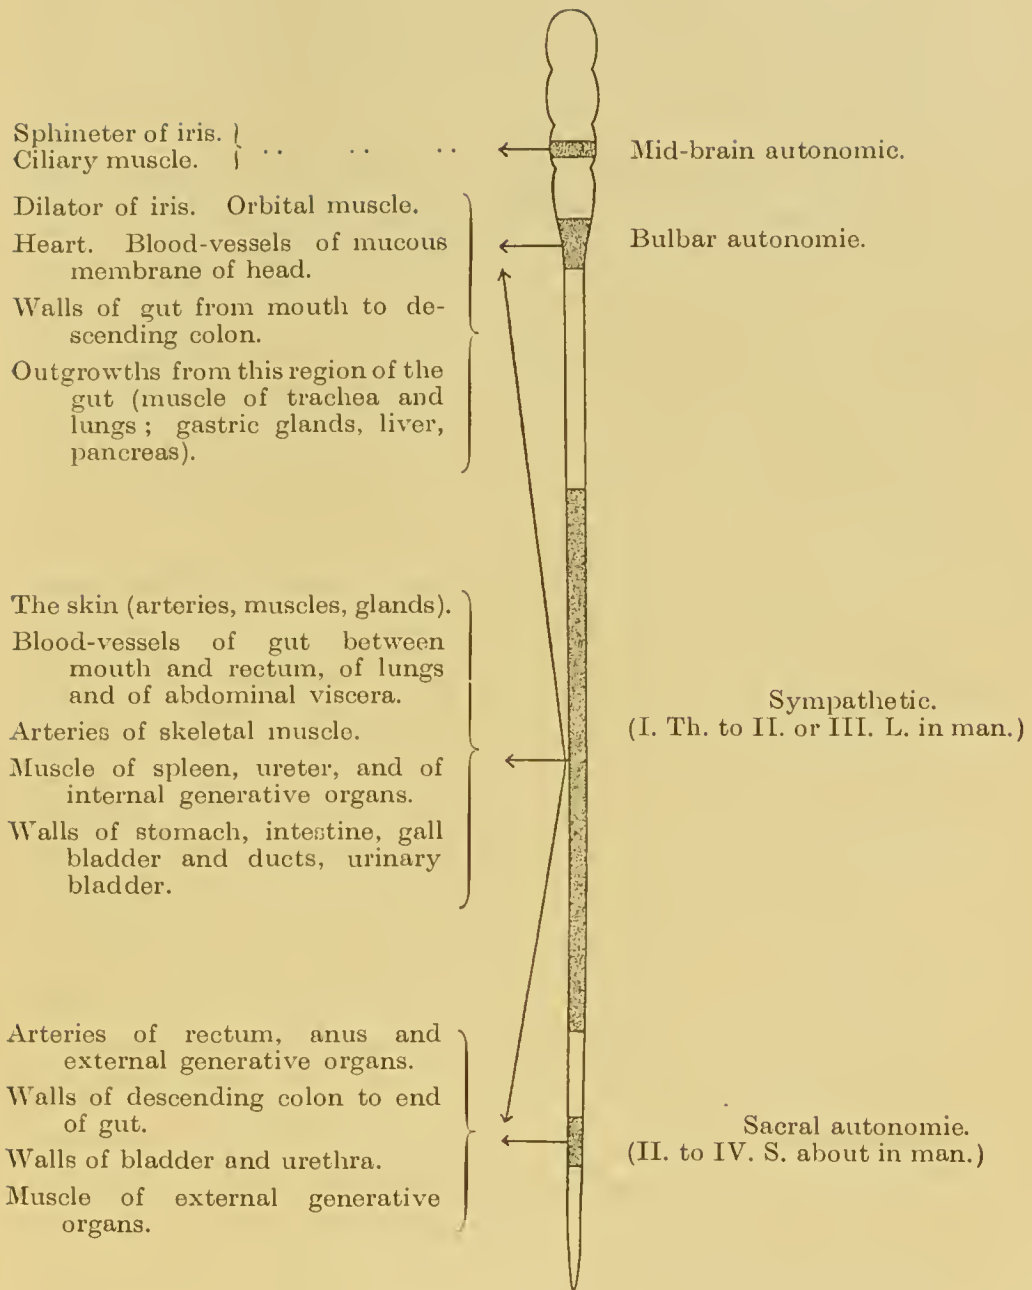 Sphineter of iris. }
Ciliary muscle. } .. .. ..
Mid-brain autonomic.
Dilator of iris. Orbital muscle.
Heart. Blood-vessels of mucous
membrane of head.
Bulbar autonomie.
Walls of gut from mouth to de-
scending colon.
Outgrowths from this region of the
gut (muscle of trachea and
lungs ; gastric glands, liver,
pancreas).
The skin (arteries, muscles, glands).
Blood-vessels of gut between
mouth and rectum, of lungs
and of abdominal viscera.
Arteries of skeletal muscle.
Muscle of spleen, ureter, and of
internal generative organs.
Walls of stomach, intestine, gall
bladder and ducts, urinary
bladder.
Sympathetic.
(I. Th. to II. or III. L. in man.)
Arteries of rectum, anus and
external generative organs.
Walls of descending colon to end
of gut.
Walls of bladder and urethra.
Muscle of external generative
organs.
Sacral autonomie.
(II. to IV. S. about in man.)